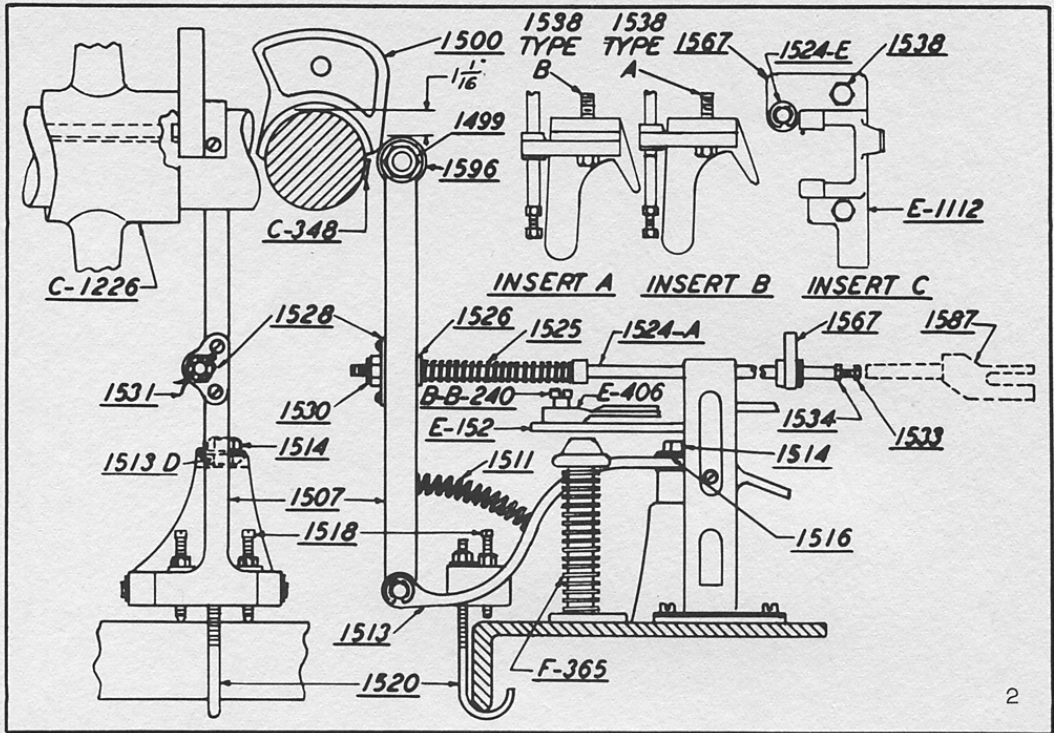 1500
1 1/16"
1538
TYPE
B
1538
TYPE
A
1567
1524-E
1538
1499
1596
C-348
E-1112
C-1226
INSERT A
INSERT B
INSERT C
1528
1526
1525
1524-A
1567
1587
1531
1530
B-B-240
E-406
E-152
1534
1533
1514
1513 D
1511
1514
1507
1518
1516
1513
F-365
1520
2